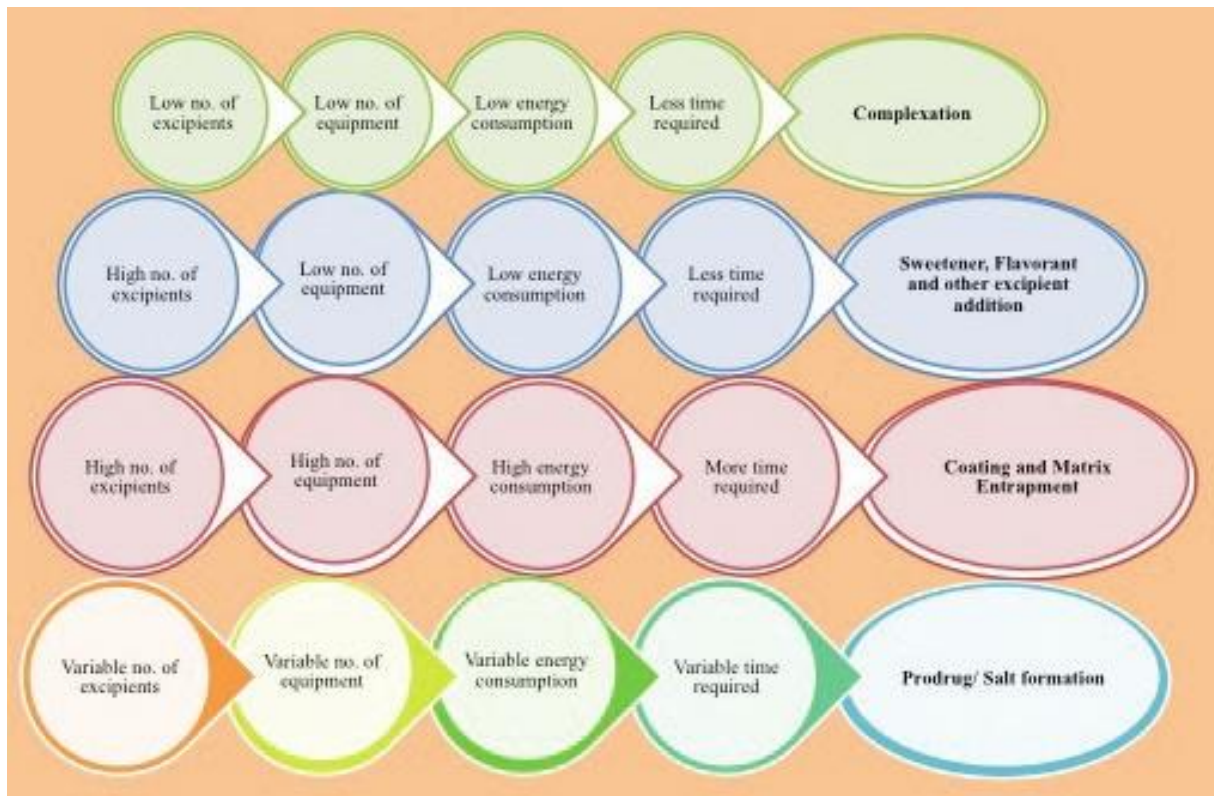 Low no. of
excipients
Low no. of
equipment
Low energy
consumption
Less time
required
Complexation
High no. of
excipients
Low no. of
equipment
Low energy
consumption
Less time
required
Sweetener, Flavorant
and other excipient
addition
High no. of
excipients
High no. of
equipment
High energy
consumption
More time
required
Coating and Matrix
Entrapment
Variable no. of
excipients
Variable no. of
equipment
Variable energy
consumption
Variable time
required
Prodrug/ Salt formation